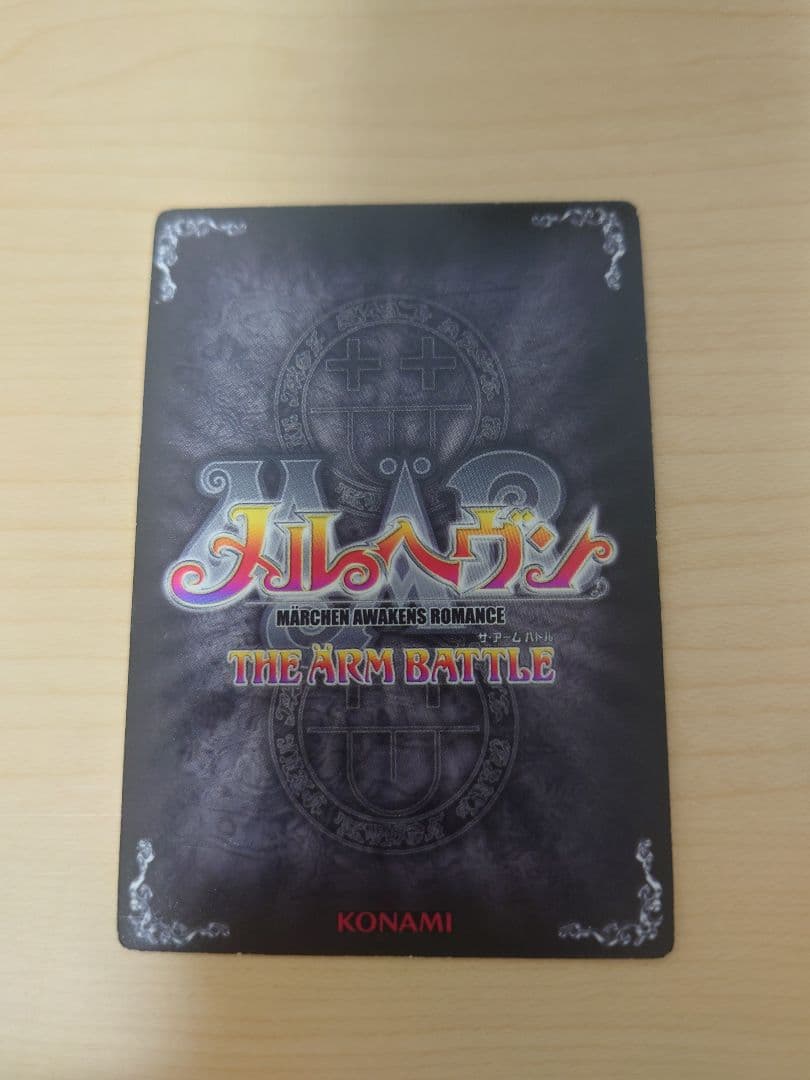 MÄR
メルヘヴン
MÄRCHEN AWAKENS ROMANCE
ザ・アームバトル
THE ÄRM BATTLE
KONAMI